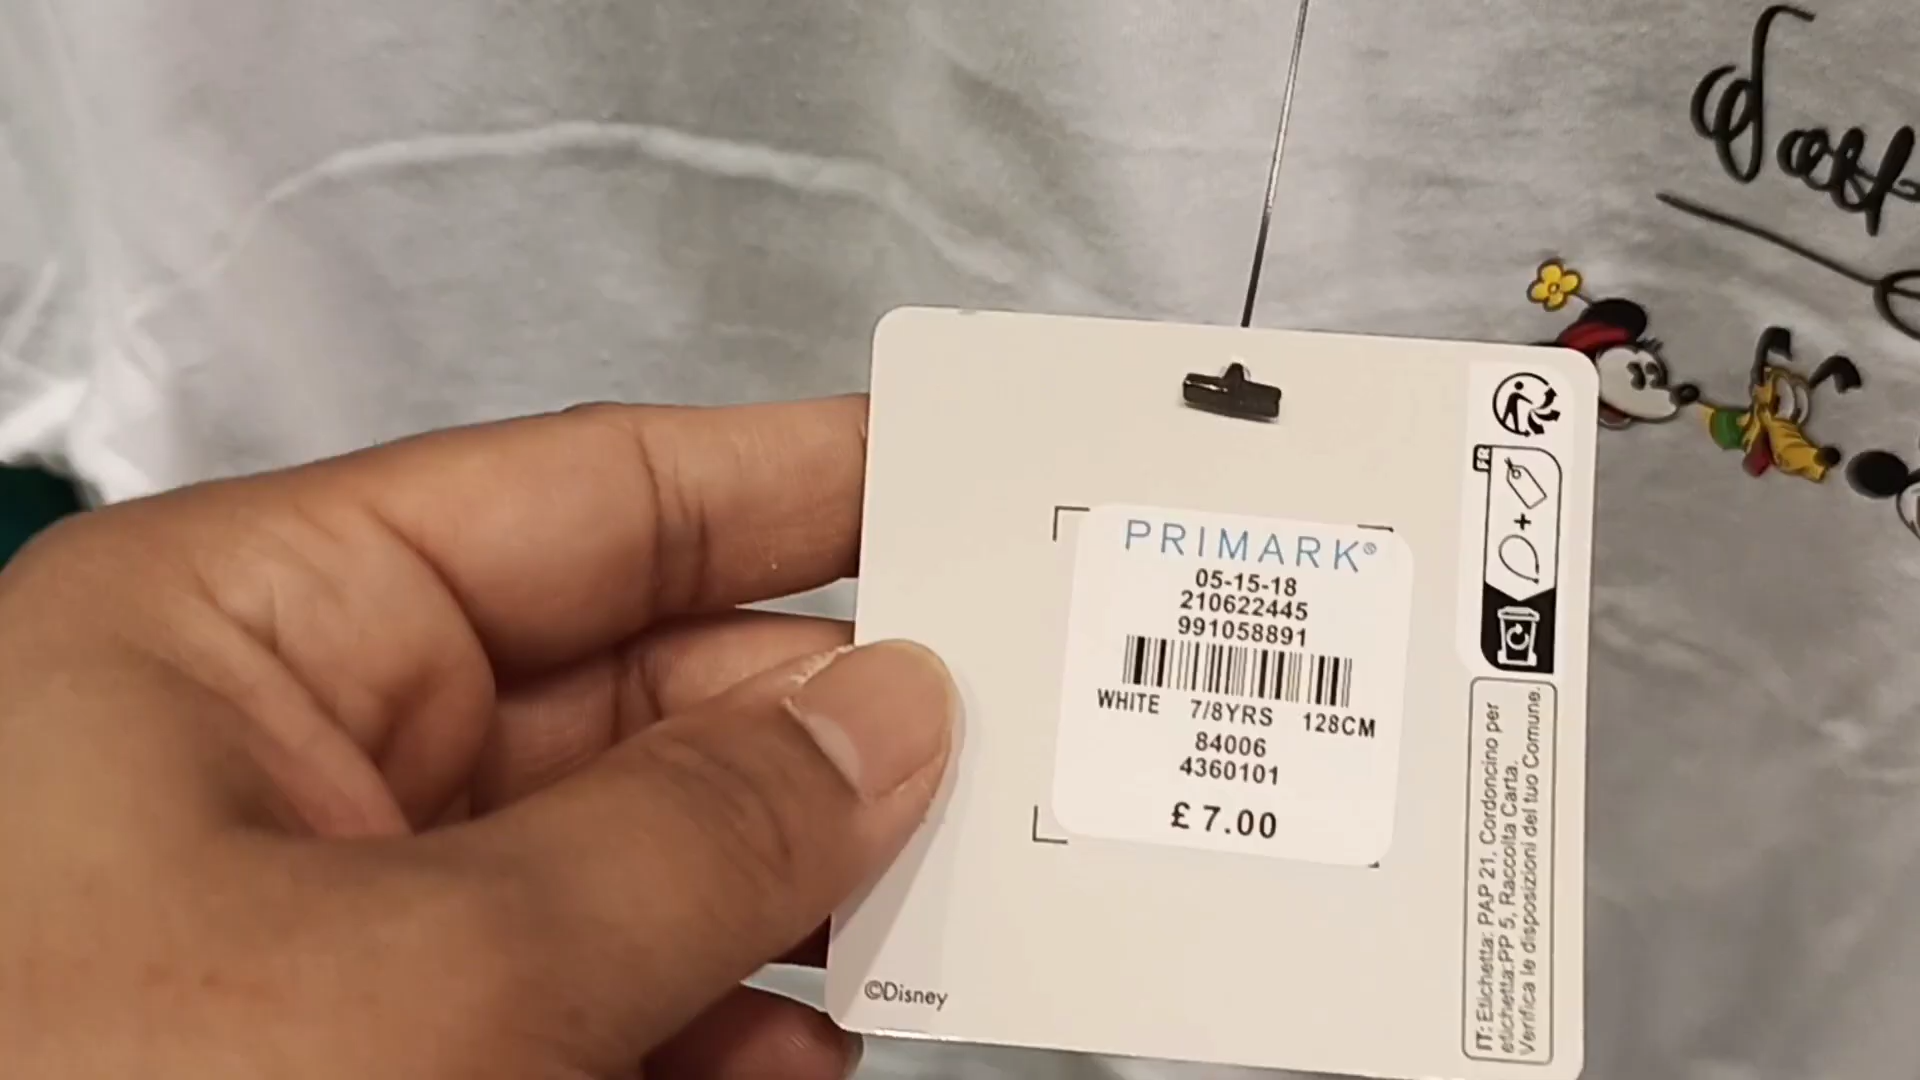 PRIMARK®
05-15-18
210622445
991058891
WHITE 7/8YRS 128CM
84006
4360101
£7.00
©Disney
FR
IT: Etichetta: PAP 21, Cordoncino per
etichetta:PP 5, Raccolta Carta.
Verifica le disposizioni del tuo Comune.